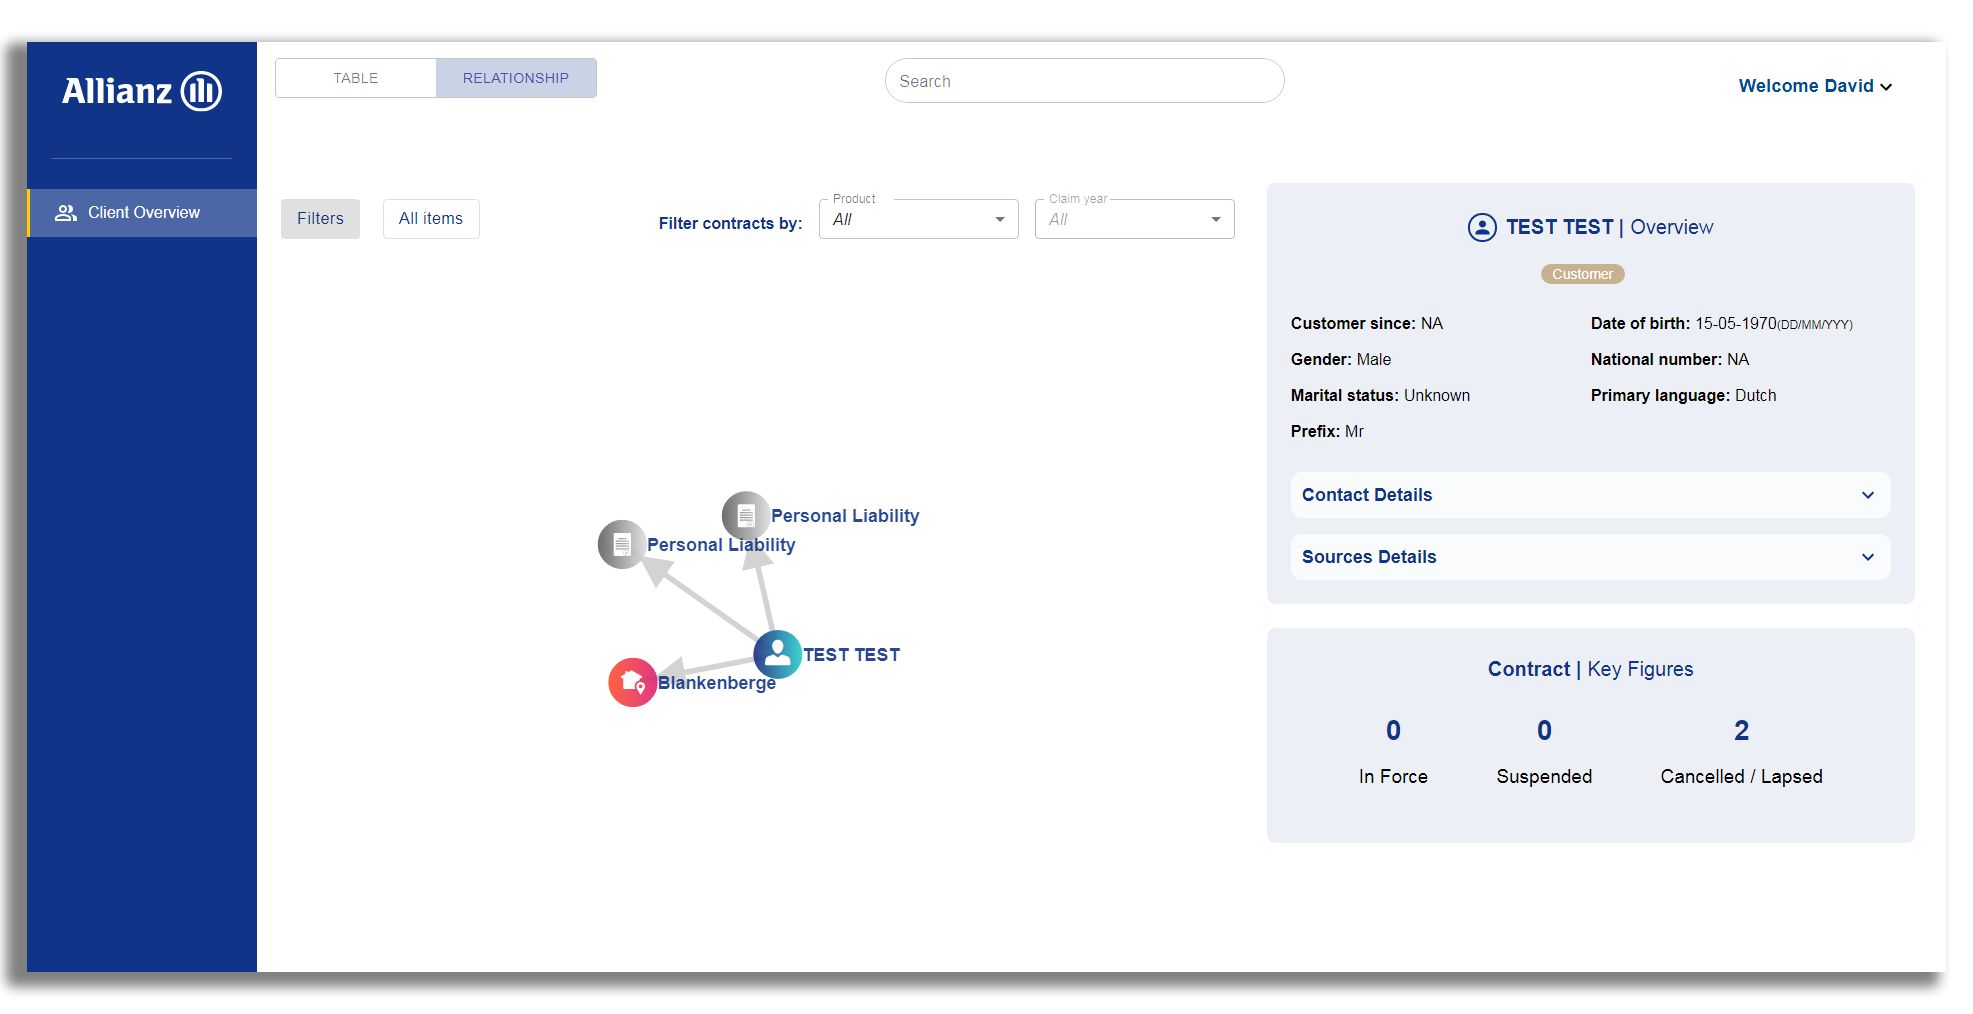 Allianz
TABLE
RELATIONSHIP
Search
Welcome David
Client Overview
Filters
All items
Filter contracts by:
Product
All
Claim year
All
TEST TEST | Overview
Customer
Customer since: NA
Date of birth: 15-05-1970(DD/MM/YYY)
Gender: Male
National number: NA
Marital status: Unknown
Primary language: Dutch
Prefix: Mr
Contact Details
Sources Details
Personal Liability
Personal Liability
TEST TEST
Blankenberge
Contract | Key Figures
0
0
2
In Force
Suspended
Cancelled / Lapsed